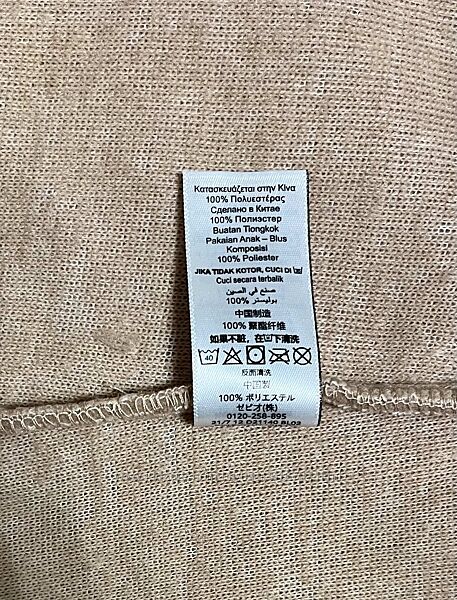 Κατασκευάζεται στην Κίνα
100% Πολυεστέρας
Сделано в Китае
100% Полиэстер
Buatan Tiongkok
Pakaian Anak – Blus
Komposisi
100% Poliester
JIKA TIDAK KOTOR, CUCI DI
Cuci secara terbalik
صنع في الصين
100% بوليستر
中国制造
100% 聚酯纤维
如果不脏，在下清洗
40
反面清洗
中国製
100% ポリエステル
ゼビオ(株)
0120-258-895